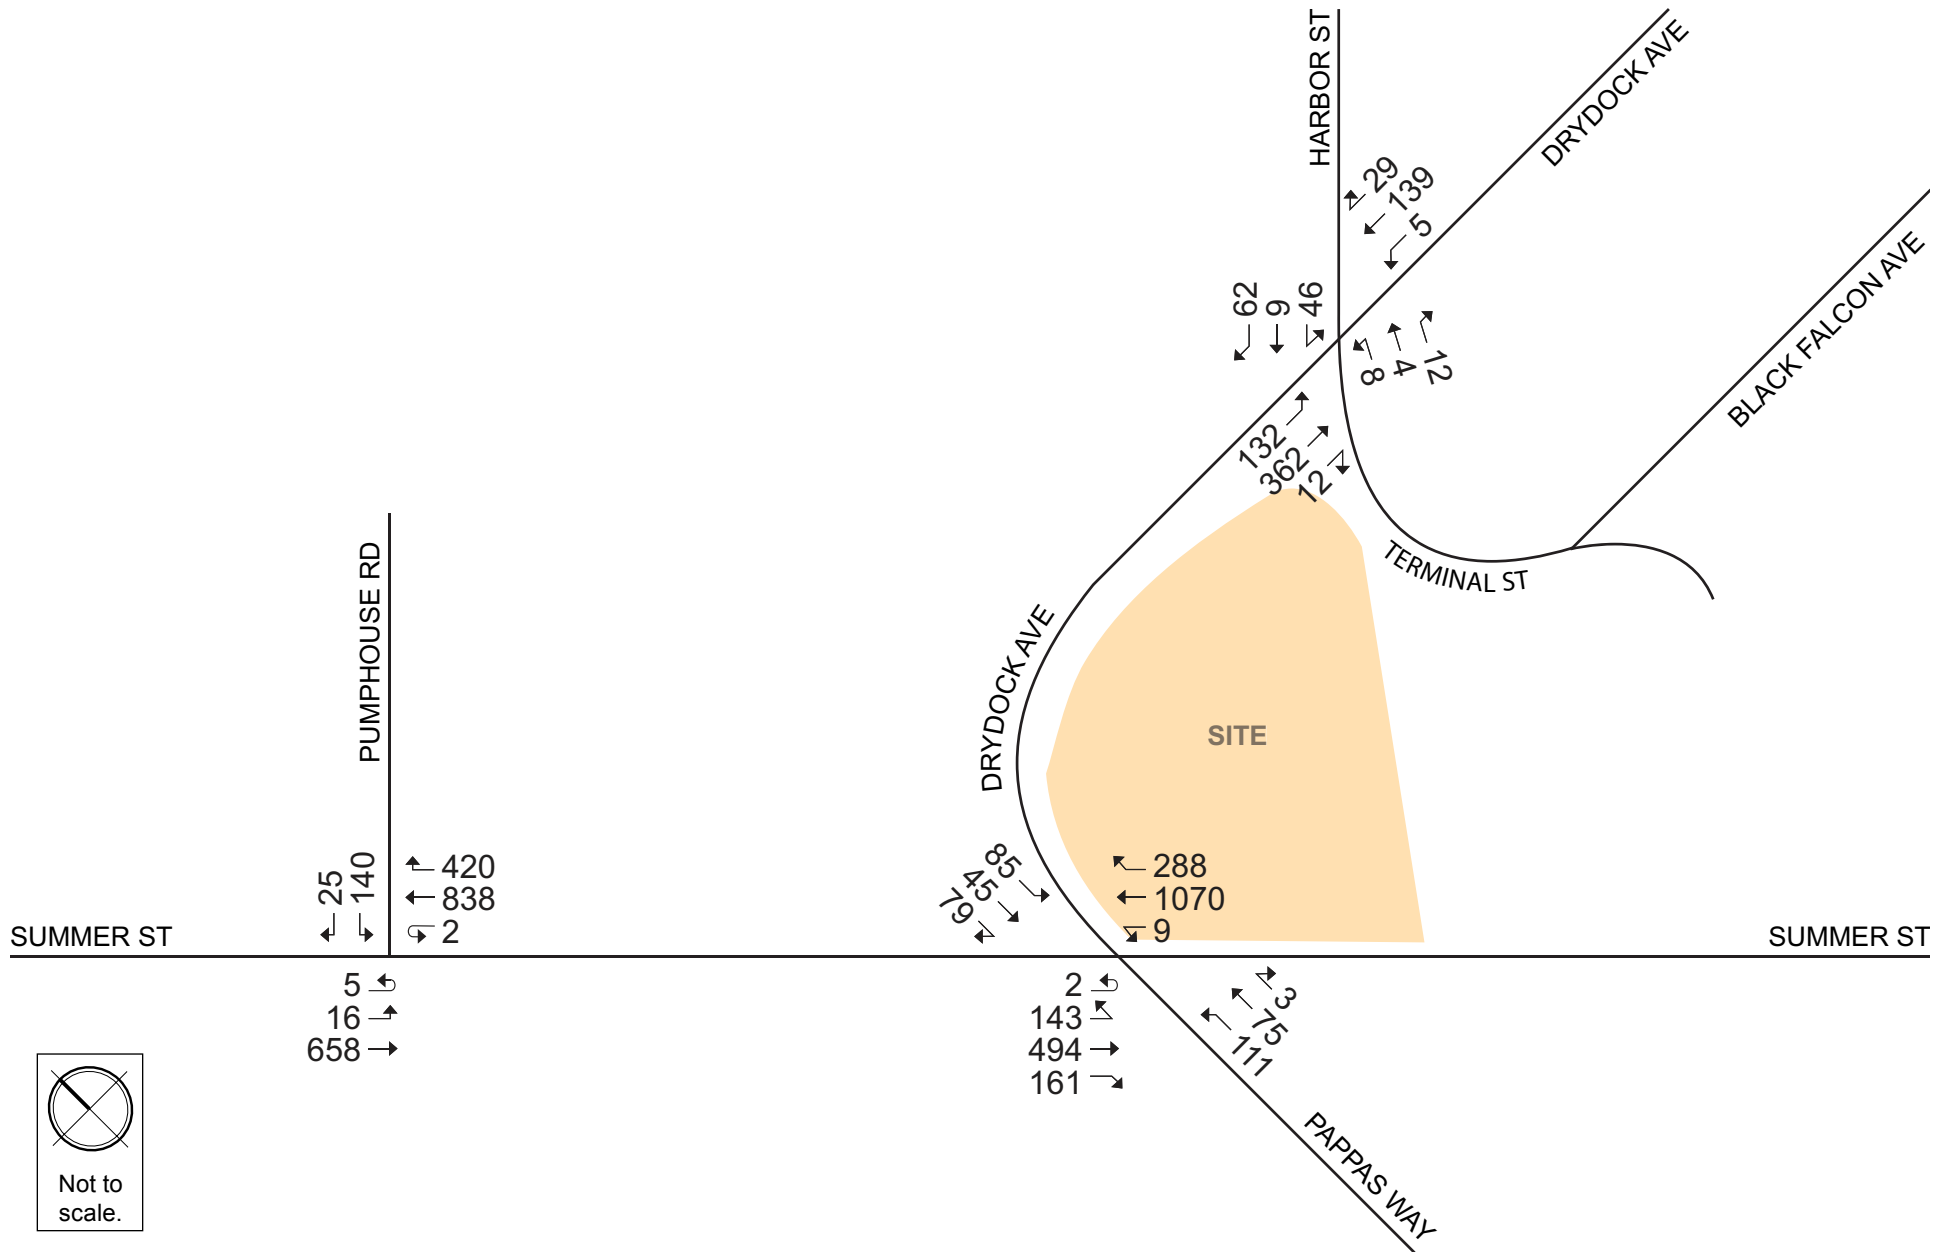 HARBOR ST
DRYDOCK AVE
29
139
5
62
9
46
12
4
8
BLACK FALCON AVE
132
362
12
TERMINAL ST
PUMPHOUSE RD
DRYDOCK AVE
SITE
25
140
420
838
2
85
45
79
288
1070
9
SUMMER ST
SUMMER ST
5
16
658
2
143
494
161
3
75
111
PAPPAS WAY
Not to
scale.